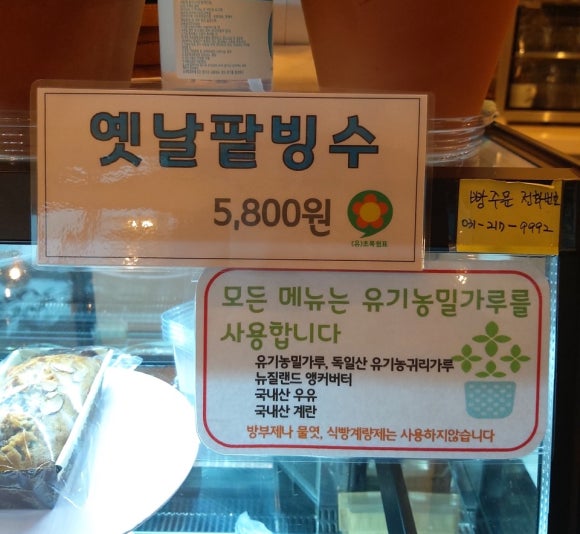 옛날팥빙수
5,800원
(유)초록쉼표
빵주문 전화번호
031-217-9992
모든 메뉴는 유기농밀가루를
사용합니다
유기농밀가루, 독일산 유기농귀리가루
뉴질랜드 앵커버터
국내산 우유
국내산 계란
방부제나 물엿, 식빵계량제는 사용하지않습니다